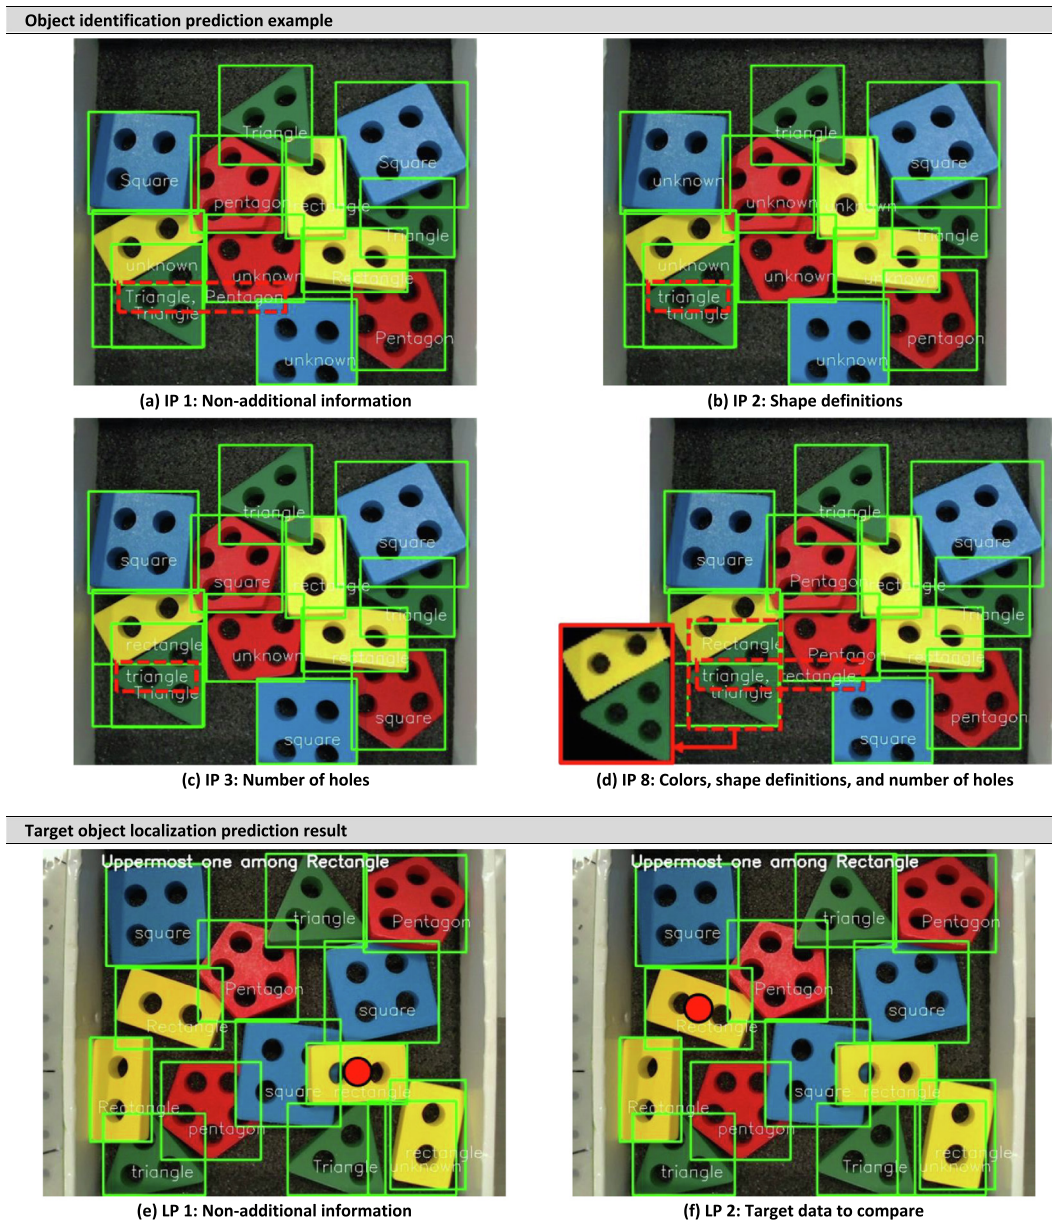 Object identification prediction example
Triangle
Square
Square
pentagon
rectangle
Triangle
unknown
unknown
Rectangle
Triangle, Pentagon
Triangle
Pentagon
unknown
(a) IP 1: Non-additional information
triangle
square
unknown
unknown
unknown
triangle
unknown
unknown
unknown
triangle
triangle
pentagon
unknown
(b) IP 2: Shape definitions
triangle
square
square
square
rectangle
triangle
rectangle
unknown
rectangle
triangle
Triangle
square
square
(c) IP 3: Number of holes
triangle
square
square
Pentagon
rectangle
triangle
Rectangle
Pentagon
rectangle
triangle, rectangle
triangle
pentagon
square
(d) IP 8: Colors, shape definitions, and number of holes
Target object localization prediction result
Uppermost one among Rectangle
triangle
Pentagon
square
Pentagon
Rectangle
square
square
rectangle
Rectangle
pentagon
rectangle
triangle
Triangle
unknown
(e) LP 1: Non-additional information
Uppermost one among Rectangle
triangle
Pentagon
square
Pentagon
Rectangle
square
square
rectangle
Rectangle
pentagon
rectangle
triangle
Triangle
unknown
(f) LP 2: Target data to compare